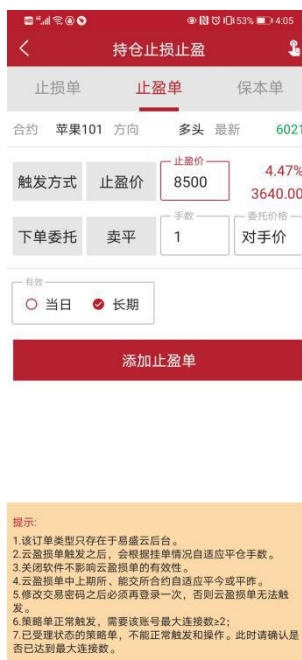 53% 4:05
持仓止损止盈
止损单 止盈单 保本单
合约 苹果101 方向 多头 最新 6021
触发方式 止盈价 止盈价 8500 4.47%
3640.00
下单委托 卖平 手数 1 委托价格 对手价
有效
当日 长期
添加止盈单
提示:
1.该订单类型只存在于易盛云后台。
2.云盈损单触发之后，会根据挂单情况自适应平仓手数。
3.关闭软件不影响云盈损单的有效性。
4.云盈损单中上期所、能交所合约自适应平今或平昨。
5.修改交易密码之后必须再登录一次，否则云盈损单无法触
发。
6.策略单正常触发，需要该账号最大连接数≥2;
7.已受理状态的策略单，不能正常触发和操作。此时请确认是
否已达到最大连接数。